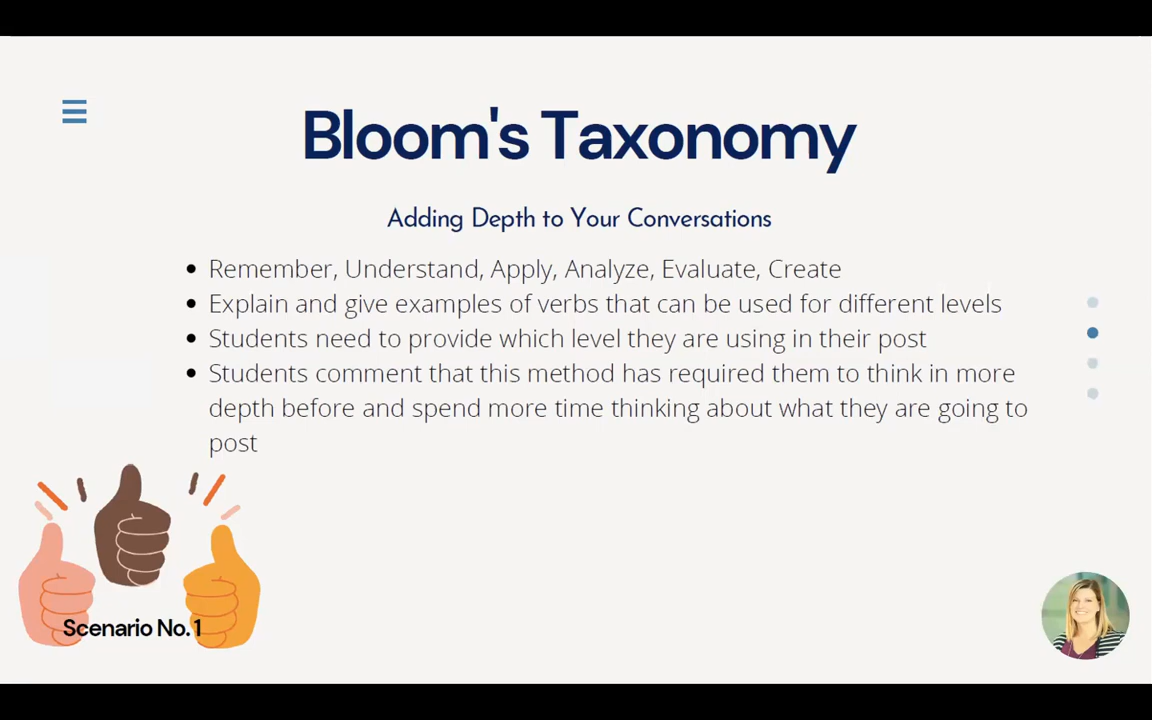 Bloom's Taxonomy
Adding Depth to Your Conversations
• Remember, Understand, Apply, Analyze, Evaluate, Create
• Explain and give examples of verbs that can be used for different levels
• Students need to provide which level they are using in their post
• Students comment that this method has required them to think in more
depth before and spend more time thinking about what they are going to
post
Scenario No. 1